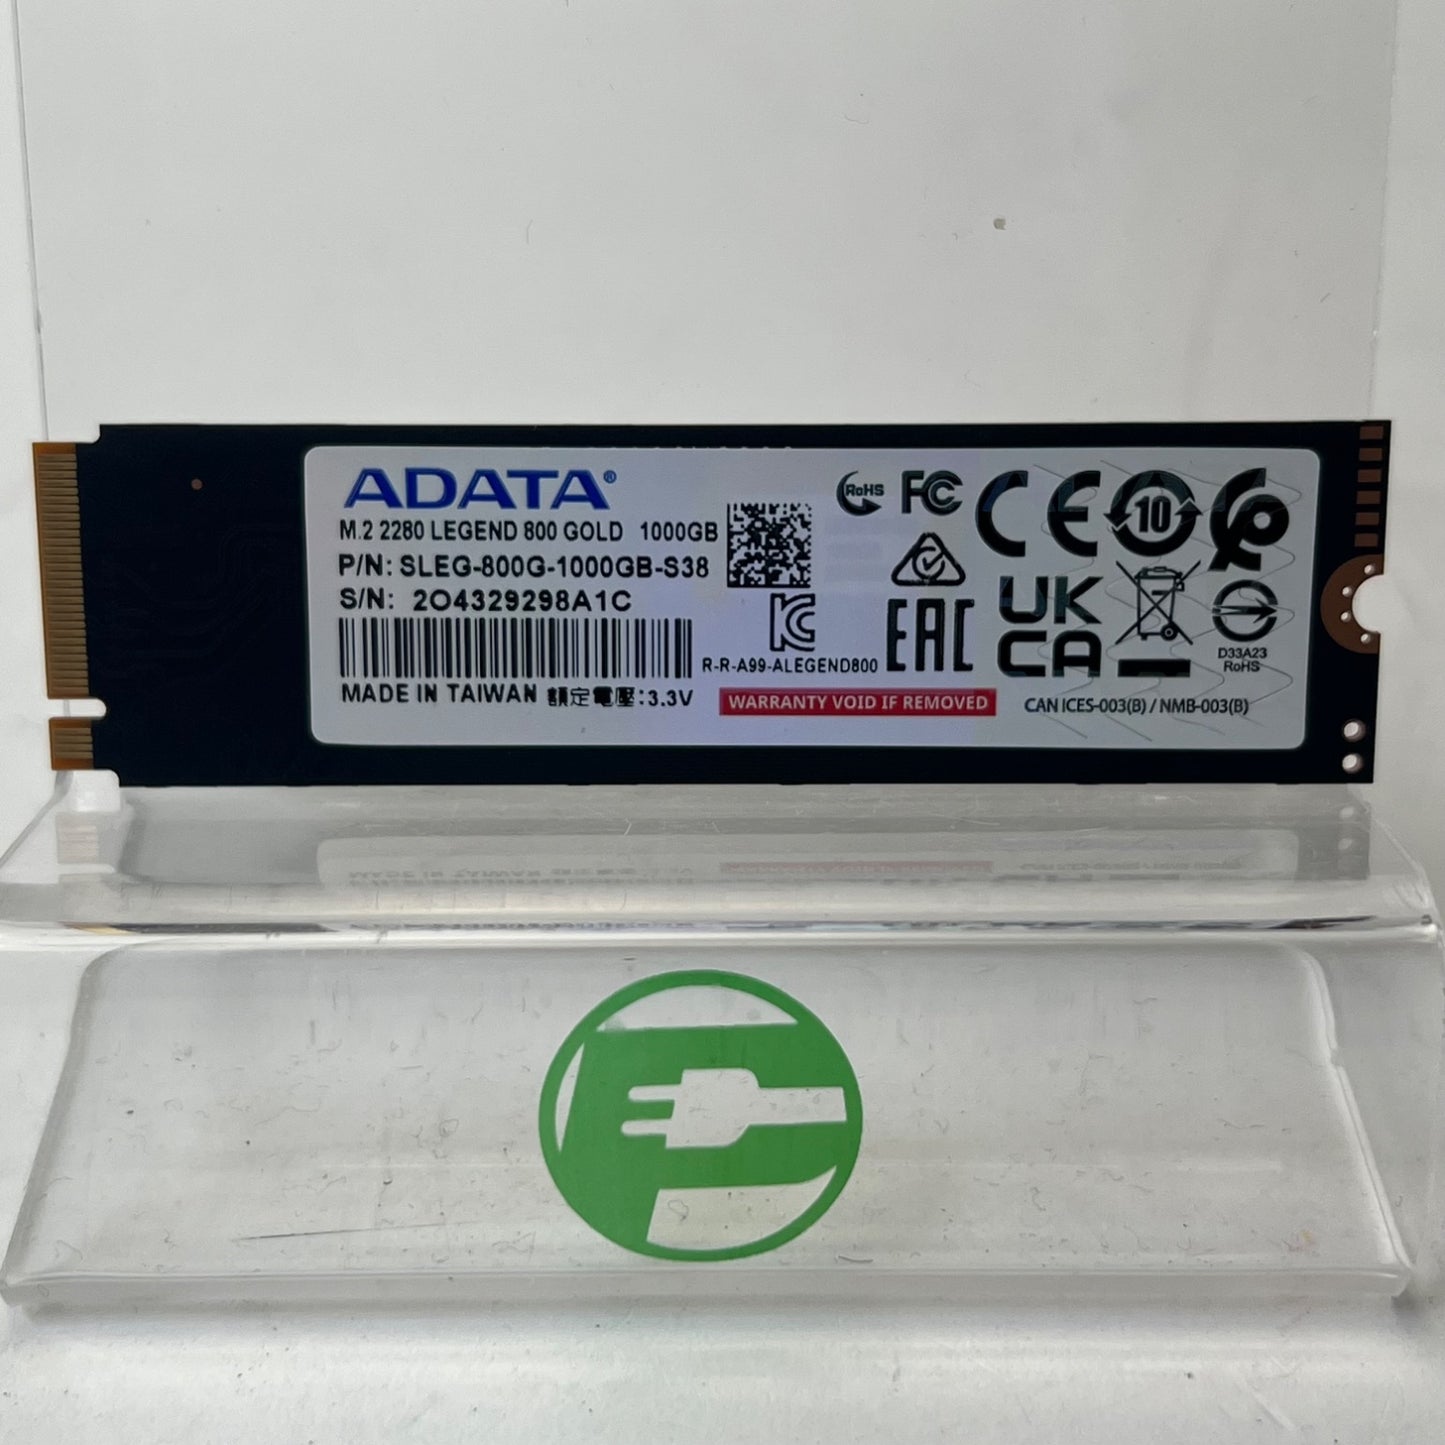 ADATA®
M.2 2280 LEGEND 800 GOLD 1000GB
P/N: SLEG-800G-1000GB-S38
S/N: 2O4329298A1C
MADE IN TAIWAN 額定電壓:3.3V
R-R-A99-ALEGEND800
WARRANTY VOID IF REMOVED
RoHS
FC
CE
10
EAC
UK
CA
D33A23
RoHS
CAN ICES-003(B) / NMB-003(B)